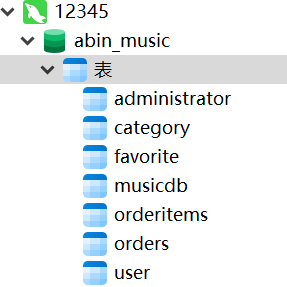 12345
abin_music
表
administrator
category
favorite
musicdb
orderitems
orders
user